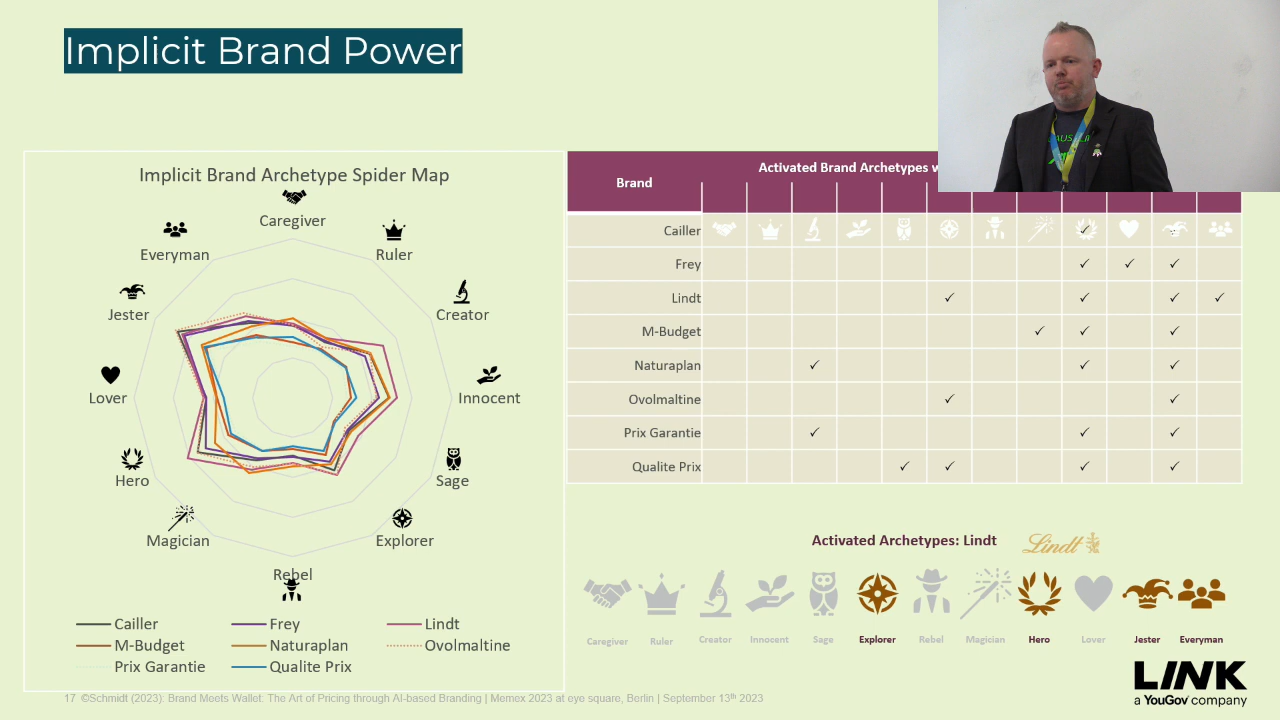 Implicit Brand Power
Implicit Brand Archetype Spider Map
Caregiver
Everyman
Ruler
Jester
Creator
Lover
Innocent
Hero
Sage
Magician
Explorer
Rebel
Cailler
Frey
Lindt
M-Budget
Naturaplan
Ovolmaltine
Prix Garantie
Qualite Prix
Brand
Activated Brand Archetypes
Cailler
✓
✓
Frey
✓
✓
✓
Lindt
✓
✓
✓
✓
M-Budget
✓
✓
✓
Naturaplan
✓
✓
✓
Ovolmaltine
✓
✓
Prix Garantie
✓
✓
✓
Qualite Prix
✓
✓
✓
✓
Activated Archetypes: Lindt
Lindt
Caregiver
Ruler
Creator
Innocent
Sage
Explorer
Rebel
Magician
Hero
Lover
Jester
Everyman
LINK
a YouGov company
17 ©Schmidt (2023): Brand Meets Wallet: The Art of Pricing through AI-based Branding | Memex 2023 at eye square, Berlin | September 13th 2023